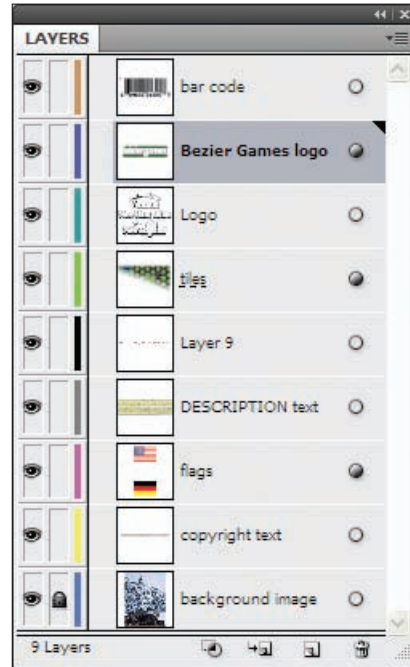 LAYERS
bar code
Bezier Games logo
Logo
tiles
Layer 9
DESCRIPTION text
flags
copyright text
background image
9 Layers